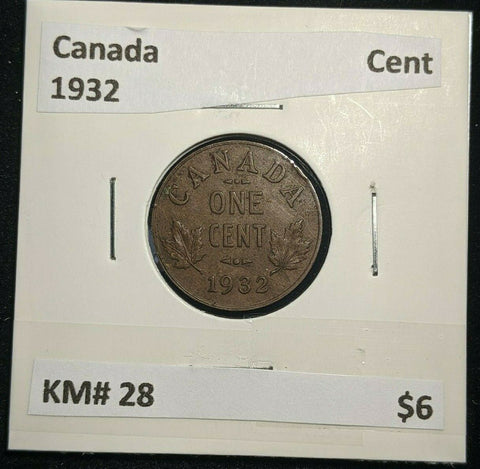 Canada Cent
1932
CANADA
ONE
CENT
1932
KM# 28 $6